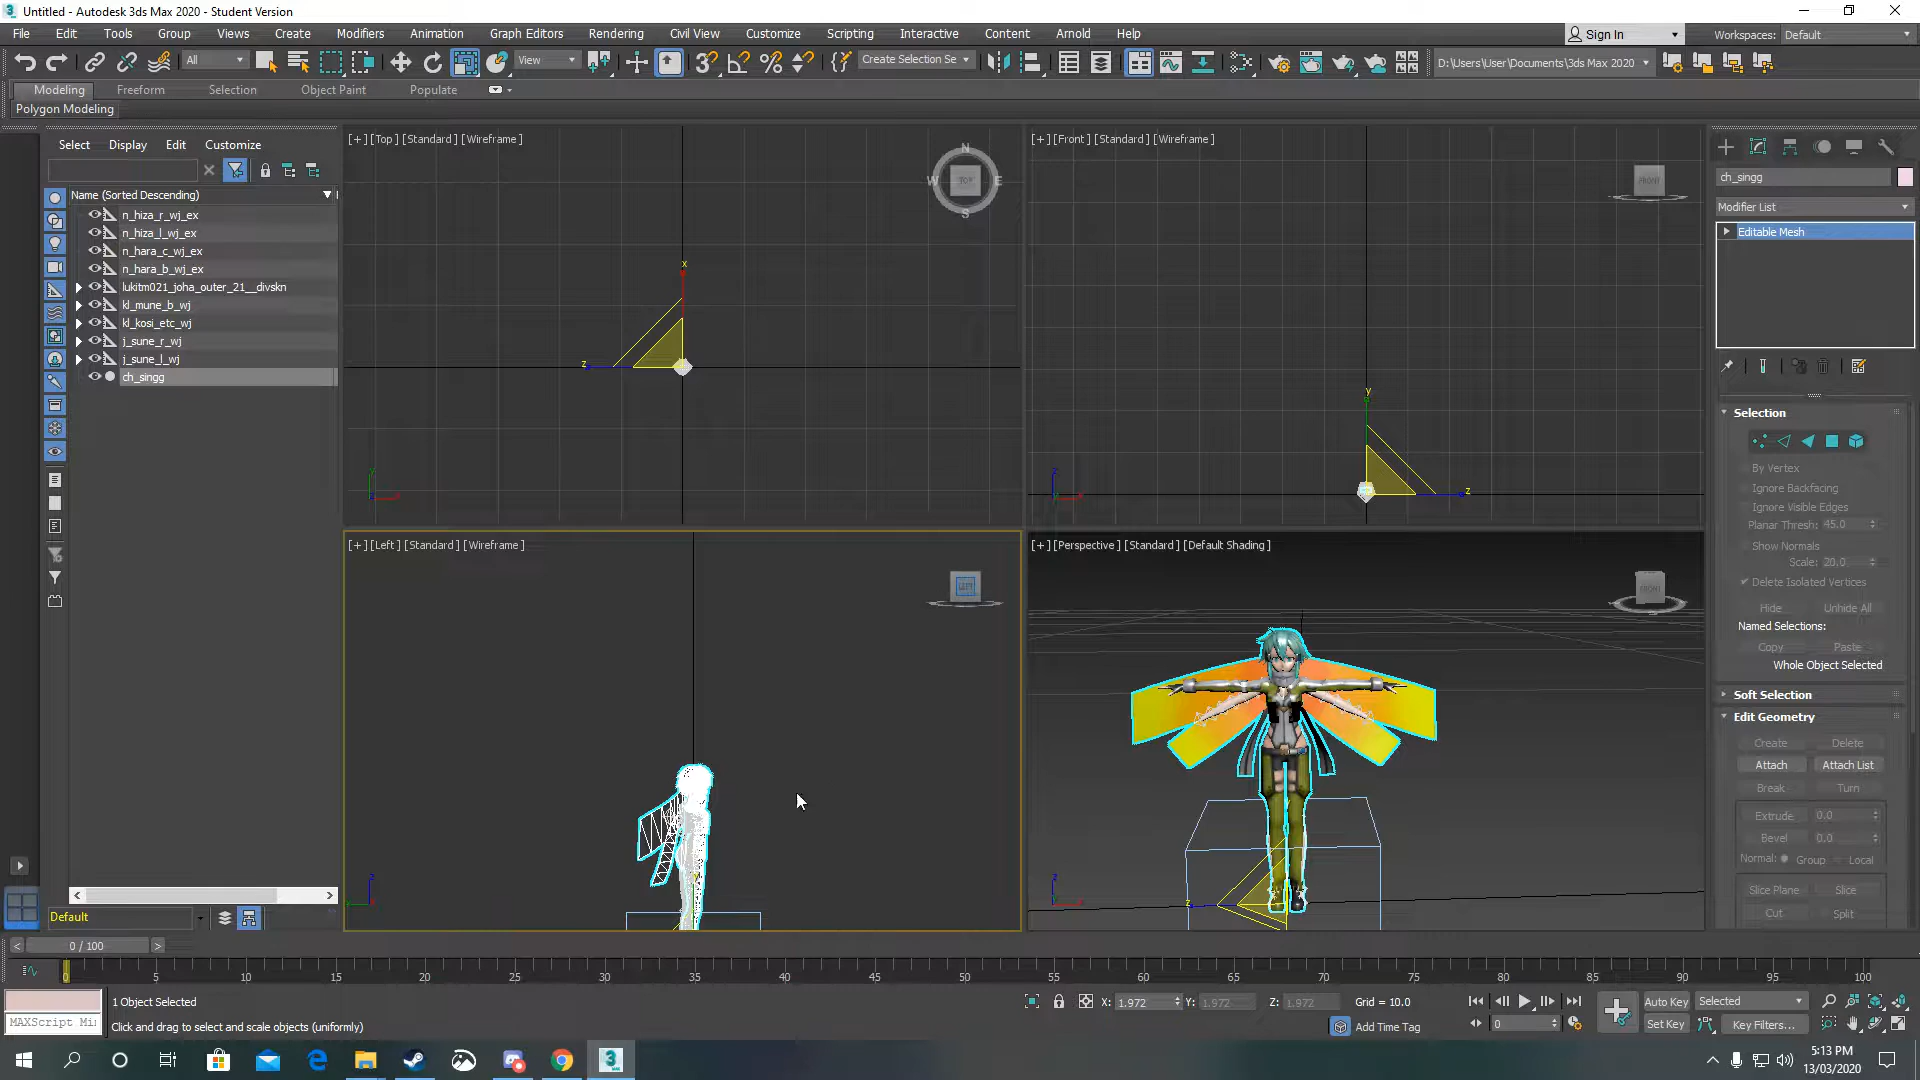 Untitled - Autodesk 3ds Max 2020 - Student Version
File Edit Tools Group Views Create Modifiers Animation Graph Editors Rendering Civil View Customize Scripting Interactive Content Arnold Help
Sign In
Workspaces: Default
All
View
Create Selection Se
D:\Users\User\Documents\3ds Max 2020
Modeling Freeform Selection Object Paint Populate
Polygon Modeling
Select Display Edit Customize
Name (Sorted Descending)
n_hiza_r_wj_ex
n_hiza_l_wj_ex
n_hara_c_wj_ex
n_hara_b_wj_ex
lukitm021_joha_outer_21__divskn
kl_mune_b_wj
kl_kosi_etc_wj
j_sune_r_wj
j_sune_l_wj
ch_singg
Default
[+] [Top] [Standard] [Wireframe]
N
W TOP E
S
x
z
[+] [Front] [Standard] [Wireframe]
FRONT
y
z
[+] [Left] [Standard] [Wireframe]
LEFT
[+] [Perspective] [Standard] [Default Shading]
FRONT
z
ch_singg
Modifier List
Editable Mesh
Selection
By Vertex
Ignore Backfacing
Ignore Visible Edges
Planar Thresh: 45.0
Show Normals
Scale: 20.0
Delete Isolated Vertices
Hide Unhide All
Named Selections:
Copy Paste
Whole Object Selected
Soft Selection
Edit Geometry
Create Delete
Attach Attach List
Break Turn
Extrude 0.0
Bevel 0.0
Normal: Group Local
Slice Plane Slice
Cut Split
< 0 / 100 >
0 5 10 15 20 25 30 35 40 45 50 55 60 65 70 75 80 85 90 95 100
1 Object Selected
MAXScript Mi
Click and drag to select and scale objects (uniformly)
X: 1.972 Y: 1.972 Z: 1.972 Grid = 10.0
Add Time Tag
0
Auto Key Selected
Set Key Key Filters...
5:13 PM
13/03/2020